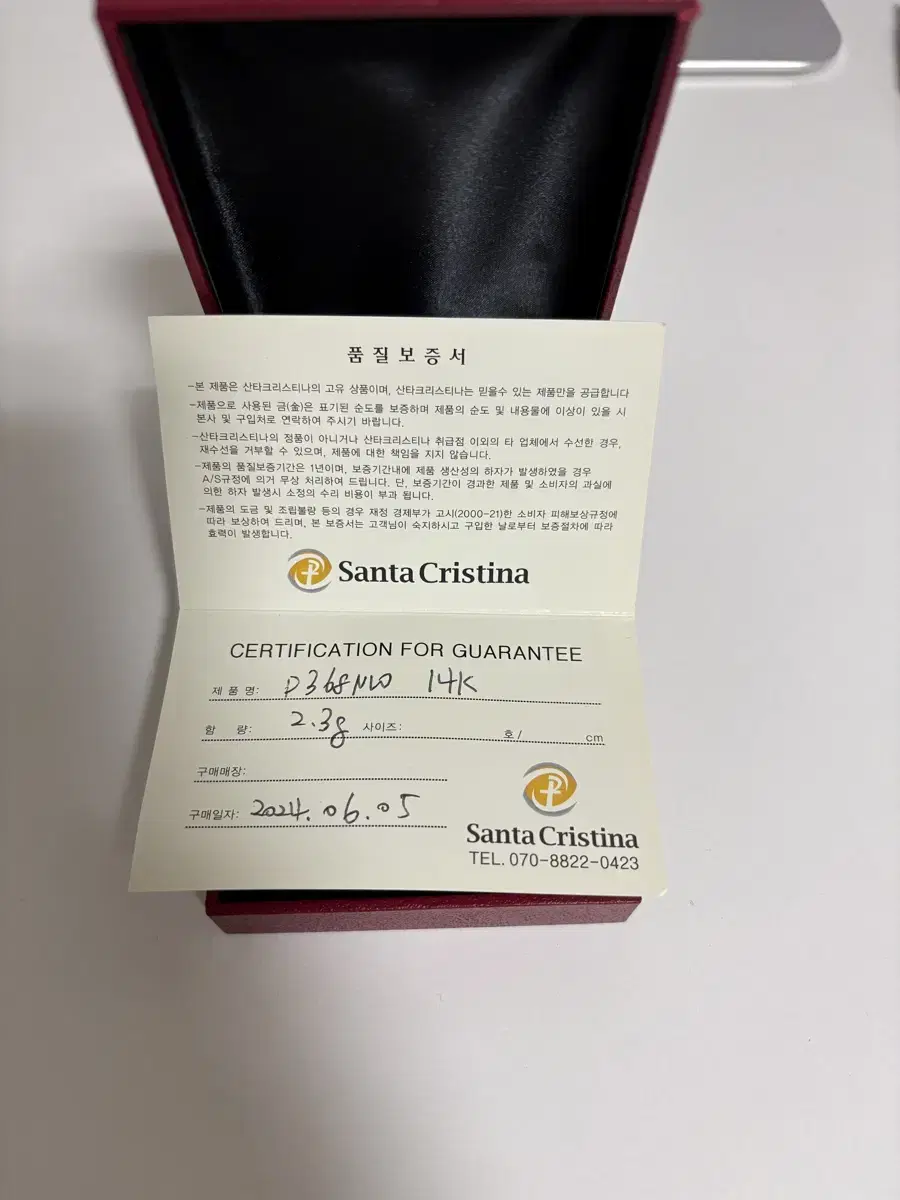 품질보증서
-본 제품은 산타크리스티나의 고유 상품이며, 산타크리스티나는 믿을수 있는 제품만을 공급합니다
-제품으로 사용된 금(金)은 표기된 순도를 보증하며 제품의 순도 및 내용물에 이상이 있을 시
본사 및 구입처로 연락하여 주시기 바랍니다.
-산타크리스티나의 정품이 아니거나 산타크리스티나 취급점 이외의 타 업체에서 수선한 경우,
재수선을 거부할 수 있으며, 제품에 대한 책임을 지지 않습니다.
-제품의 품질보증기간은 1년이며, 보증기간내에 제품 생산성의 하자가 발생하였을 경우
A/S규정에 의거 무상 처리하여 드립니다. 단, 보증기간이 경과한 제품 및 소비자의 과실에
의한 하자 발생시 소정의 수리 비용이 부과 됩니다.
-제품의 도금 및 조립불량 등의 경우 재정 경제부가 고시(2000-21)한 소비자 피해보상규정에
따라 보상하여 드리며, 본 보증서는 고객님이 숙지하시고 구입한 날로부터 보증절차에 따라
효력이 발생합니다.
Santa Cristina
CERTIFICATION FOR GUARANTEE
제 품 명: 14K
함 량: 2.3g 사이즈: 호/ cm
구매매장:
구매일자: 2024.06.05
Santa Cristina
TEL. 070-8822-0423